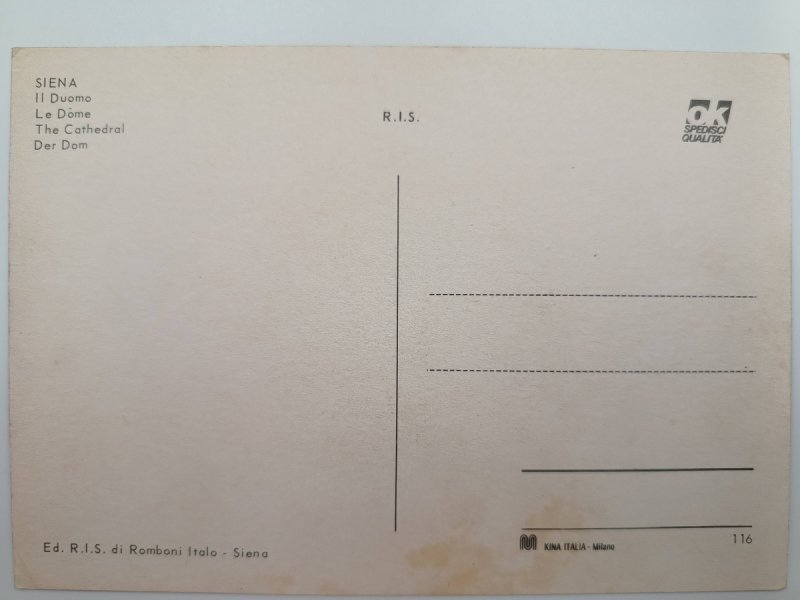 SIENA
Il Duomo
Le Dôme
The Cathedral
Der Dom
R.I.S.
ok
SPEDISCI
QUALITA'
Ed. R.I.S. di Romboni Italo - Siena
KINA ITALIA - Milano
116